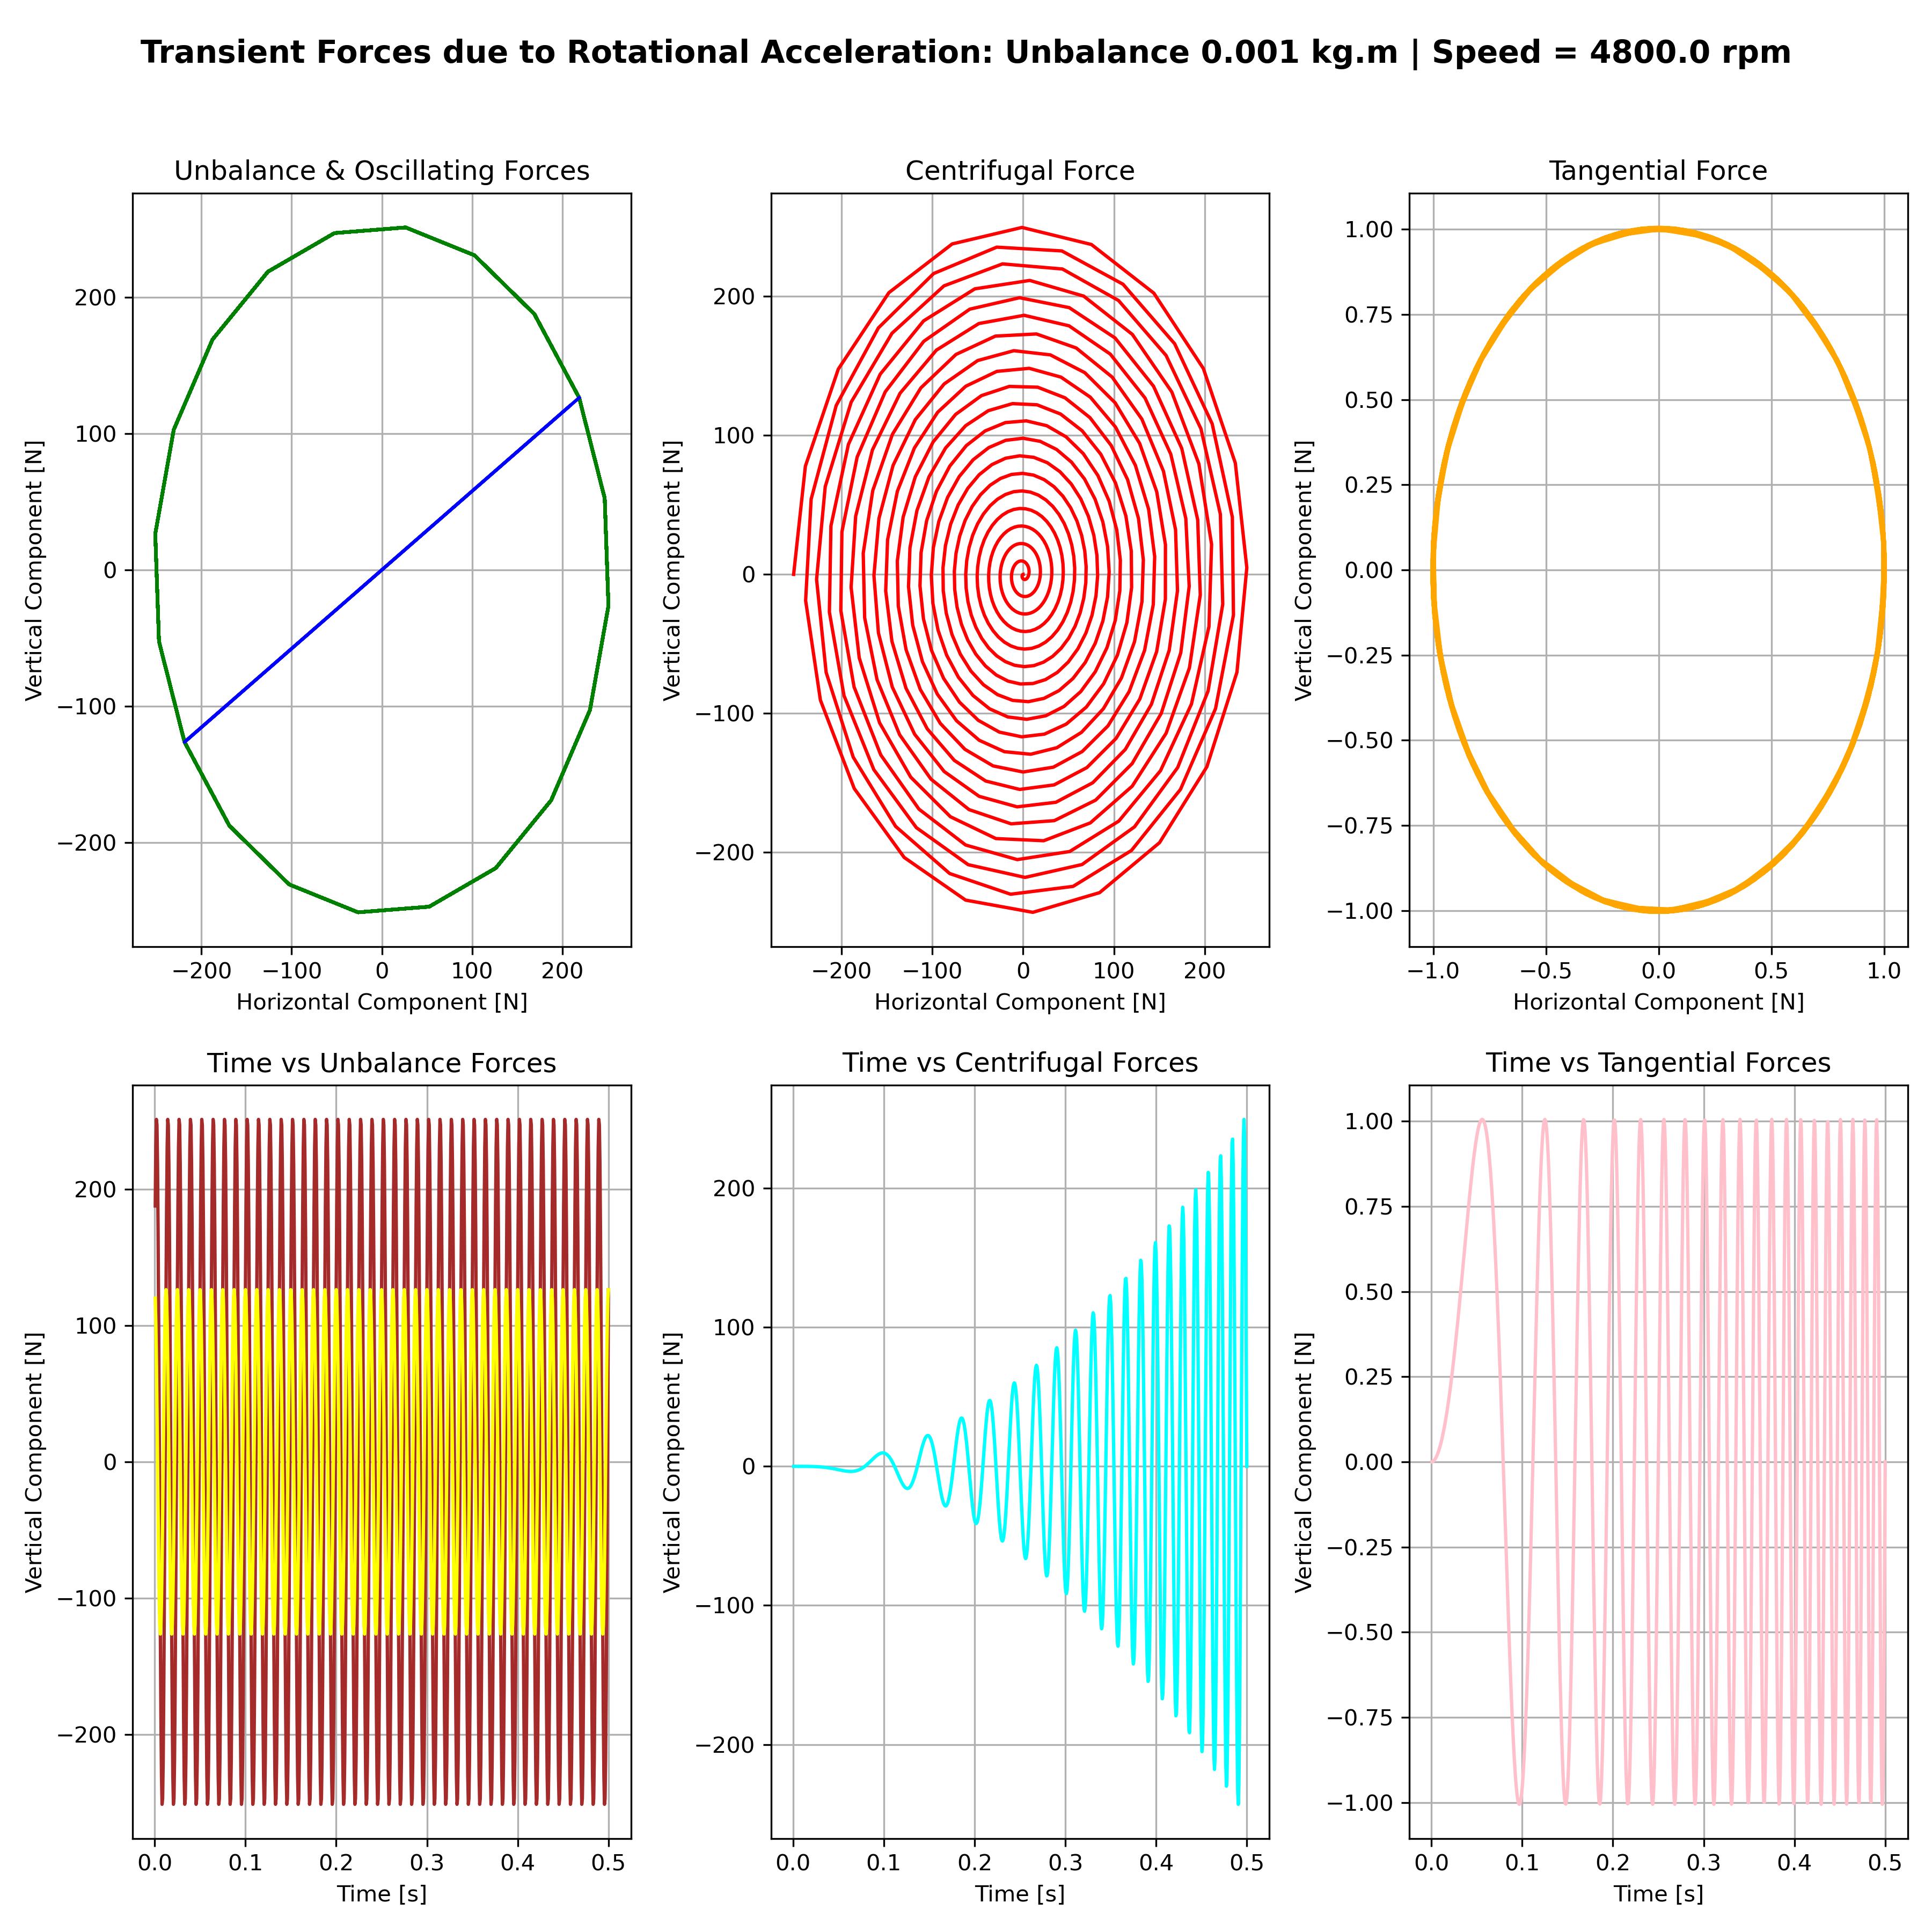 Transient Forces due to Rotational Acceleration: Unbalance 0.001 kg.m | Speed = 4800.0 rpm
Unbalance & Oscillating Forces
Vertical Component [N]
200
100
0
−100
−200
−200 −100 0 100 200
Horizontal Component [N]
Centrifugal Force
Vertical Component [N]
200
100
0
−100
−200
−200 −100 0 100 200
Horizontal Component [N]
Tangential Force
Vertical Component [N]
1.00
0.75
0.50
0.25
0.00
−0.25
−0.50
−0.75
−1.00
−1.0 −0.5 0.0 0.5 1.0
Horizontal Component [N]
Time vs Unbalance Forces
Vertical Component [N]
200
100
0
−100
−200
0.0 0.1 0.2 0.3 0.4 0.5
Time [s]
Time vs Centrifugal Forces
Vertical Component [N]
200
100
0
−100
−200
0.0 0.1 0.2 0.3 0.4 0.5
Time [s]
Time vs Tangential Forces
Vertical Component [N]
1.00
0.75
0.50
0.25
0.00
−0.25
−0.50
−0.75
−1.00
0.0 0.1 0.2 0.3 0.4 0.5
Time [s]